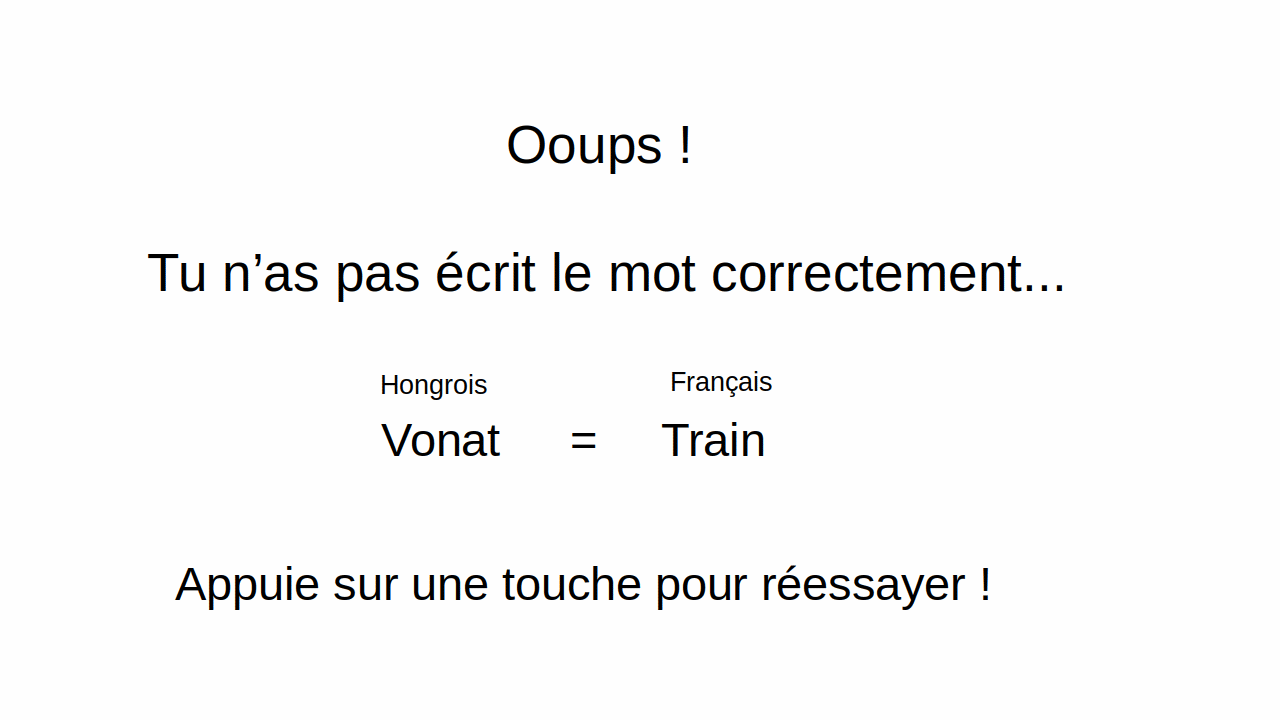 Ooups !
Tu n’as pas écrit le mot correctement...
Hongrois Français
Vonat = Train
Appuie sur une touche pour réessayer !